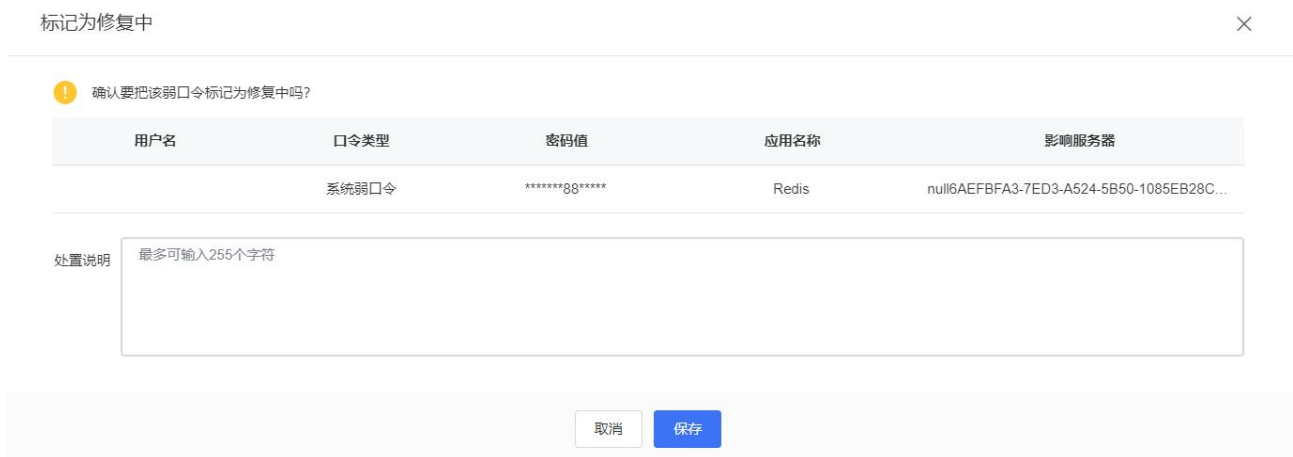 标记为修复中
确认要把该弱口令标记为修复中吗?
用户名 口令类型 密码值 应用名称 影响服务器
系统弱口令 *******88***** Redis null6AEFBFA3-7ED3-A524-5B50-1085EB28C...
处置说明 最多可输入255个字符
取消 保存